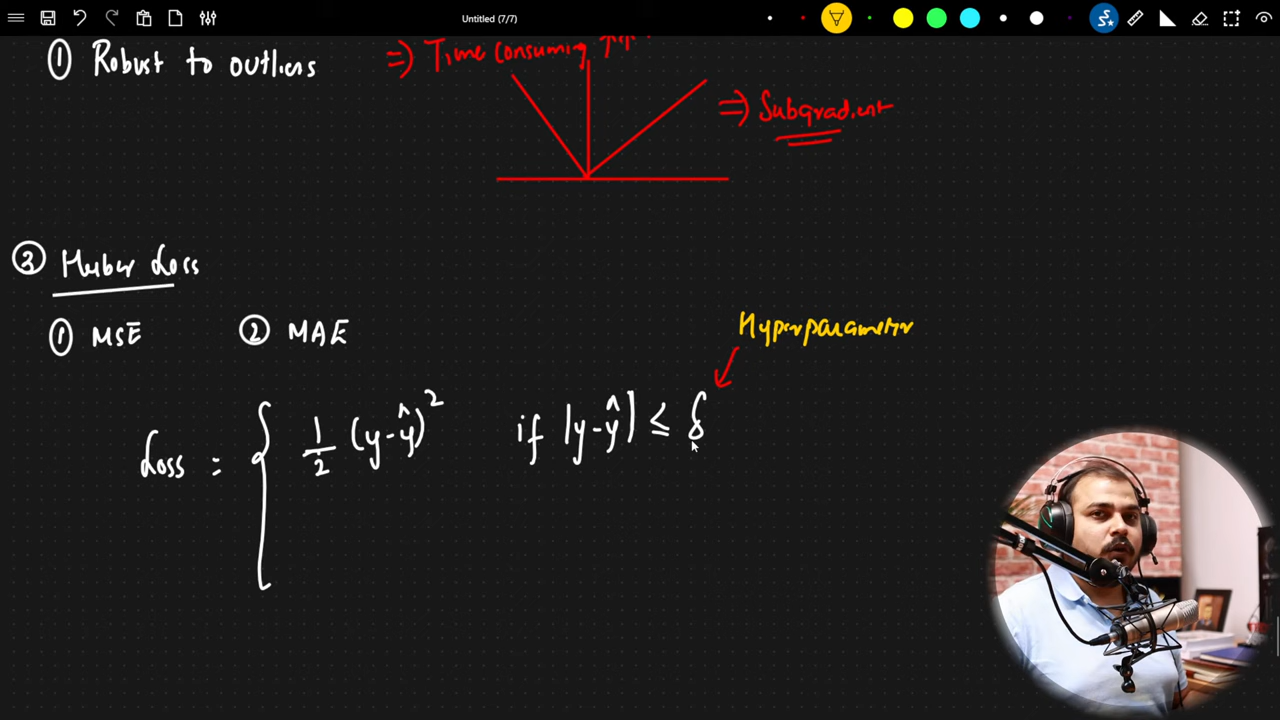 Untitled (7/7)
① Robust to outliers
⇒ Time Consuming
⇒ Subgradient
③ Huber Loss
① MSE ② MAE
Hyperparameter
Loss = { 1/2 (y-ŷ)² if |y-ŷ| ≤ δ